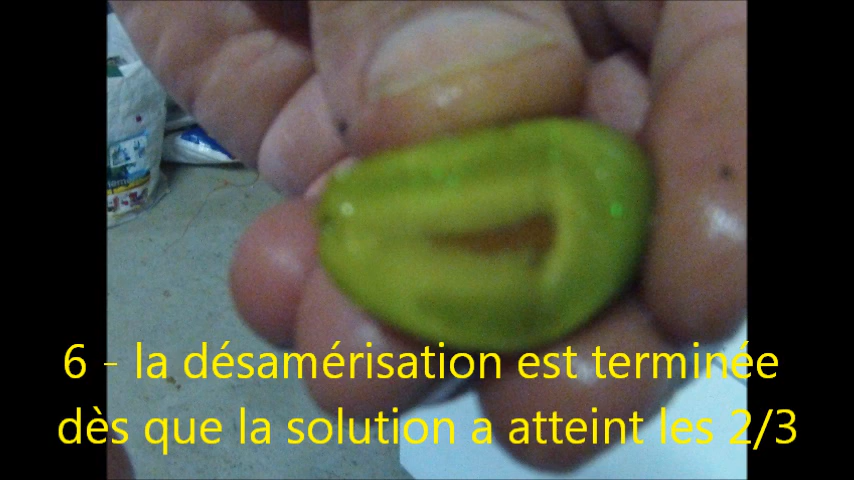 6 - la désamérisation est terminée
dès que la solution a atteint les 2/3